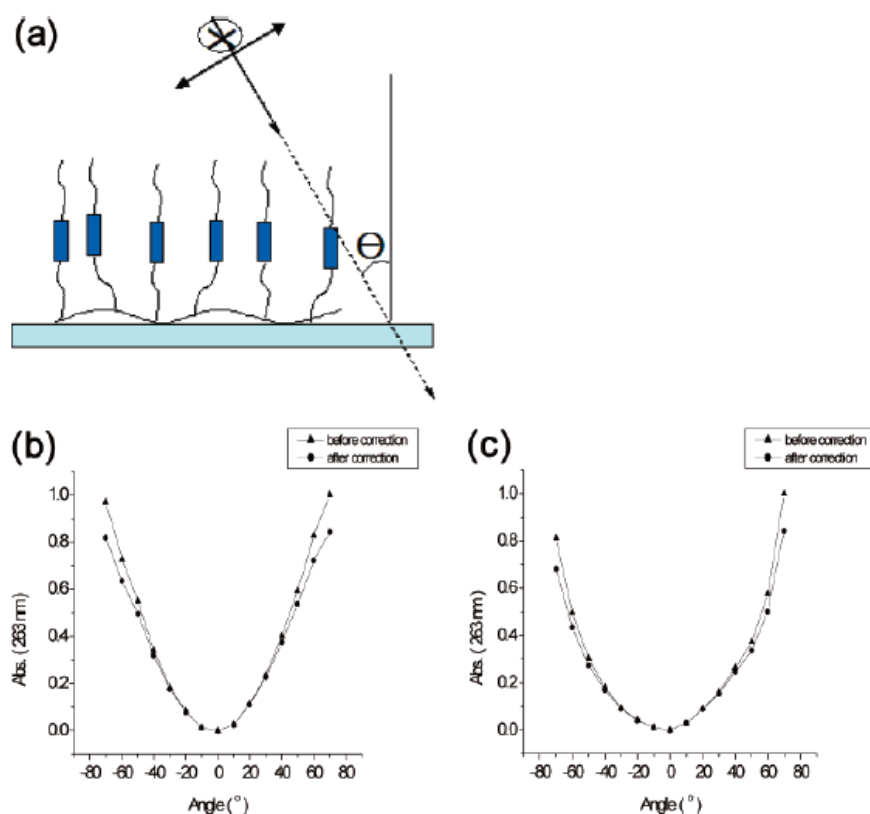 (a)
Θ
(b)
before correction
after correction
1.0
0.8
0.6
0.4
0.2
0.0
Abs. (263 nm)
-80 -60 -40 -20 0 20 40 60 80
Angle (°)
(c)
before correction
after correction
1.0
0.8
0.6
0.4
0.2
0.0
Abs. (263 nm)
-80 -60 -40 -20 0 20 40 60 80
Angle (°)